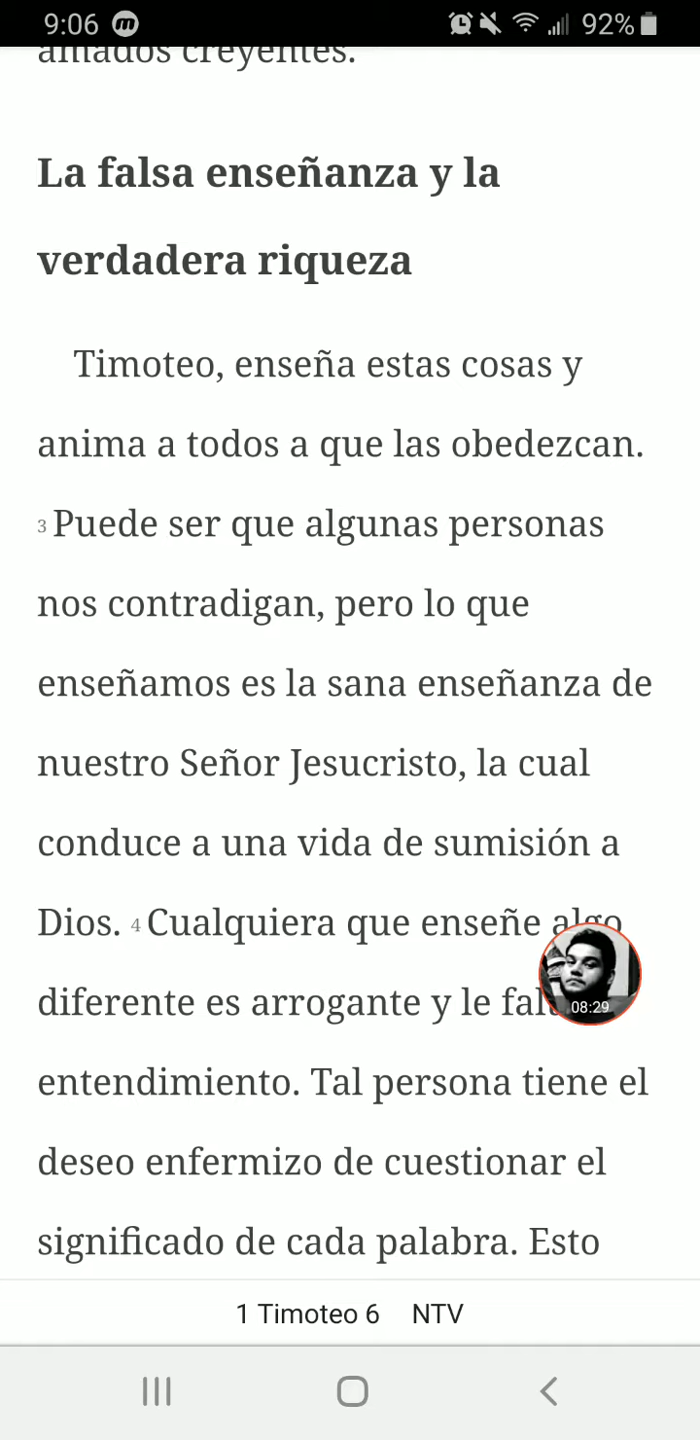 9:06 m 92%
amados creyentes.
La falsa enseñanza y la
verdadera riqueza
Timoteo, enseña estas cosas y
anima a todos a que las obedezcan.
3 Puede ser que algunas personas
nos contradigan, pero lo que
enseñamos es la sana enseñanza de
nuestro Señor Jesucristo, la cual
conduce a una vida de sumisión a
Dios. 4 Cualquiera que enseñe algo
diferente es arrogante y le
08:29
entendimiento. Tal persona tiene el
deseo enfermizo de cuestionar el
significado de cada palabra. Esto
1 Timoteo 6 NTV